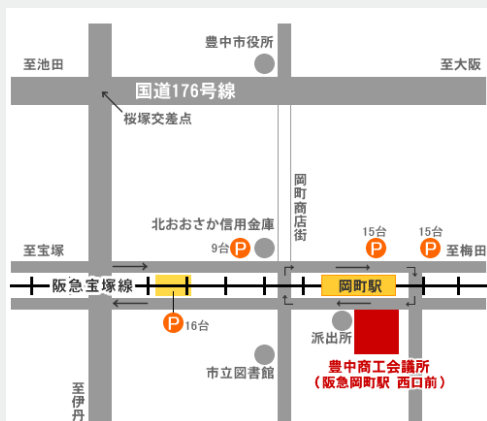 豊中市役所
至池田
至大阪
国道176号線
桜塚交差点
岡町商店街
北おおさか信用金庫
9台 P
15台
P
15台
P
至宝塚
至梅田
阪急宝塚線
岡町駅
P 16台
派出所
市立図書館
豊中商工会議所
(阪急岡町駅 西口前)
至伊丹